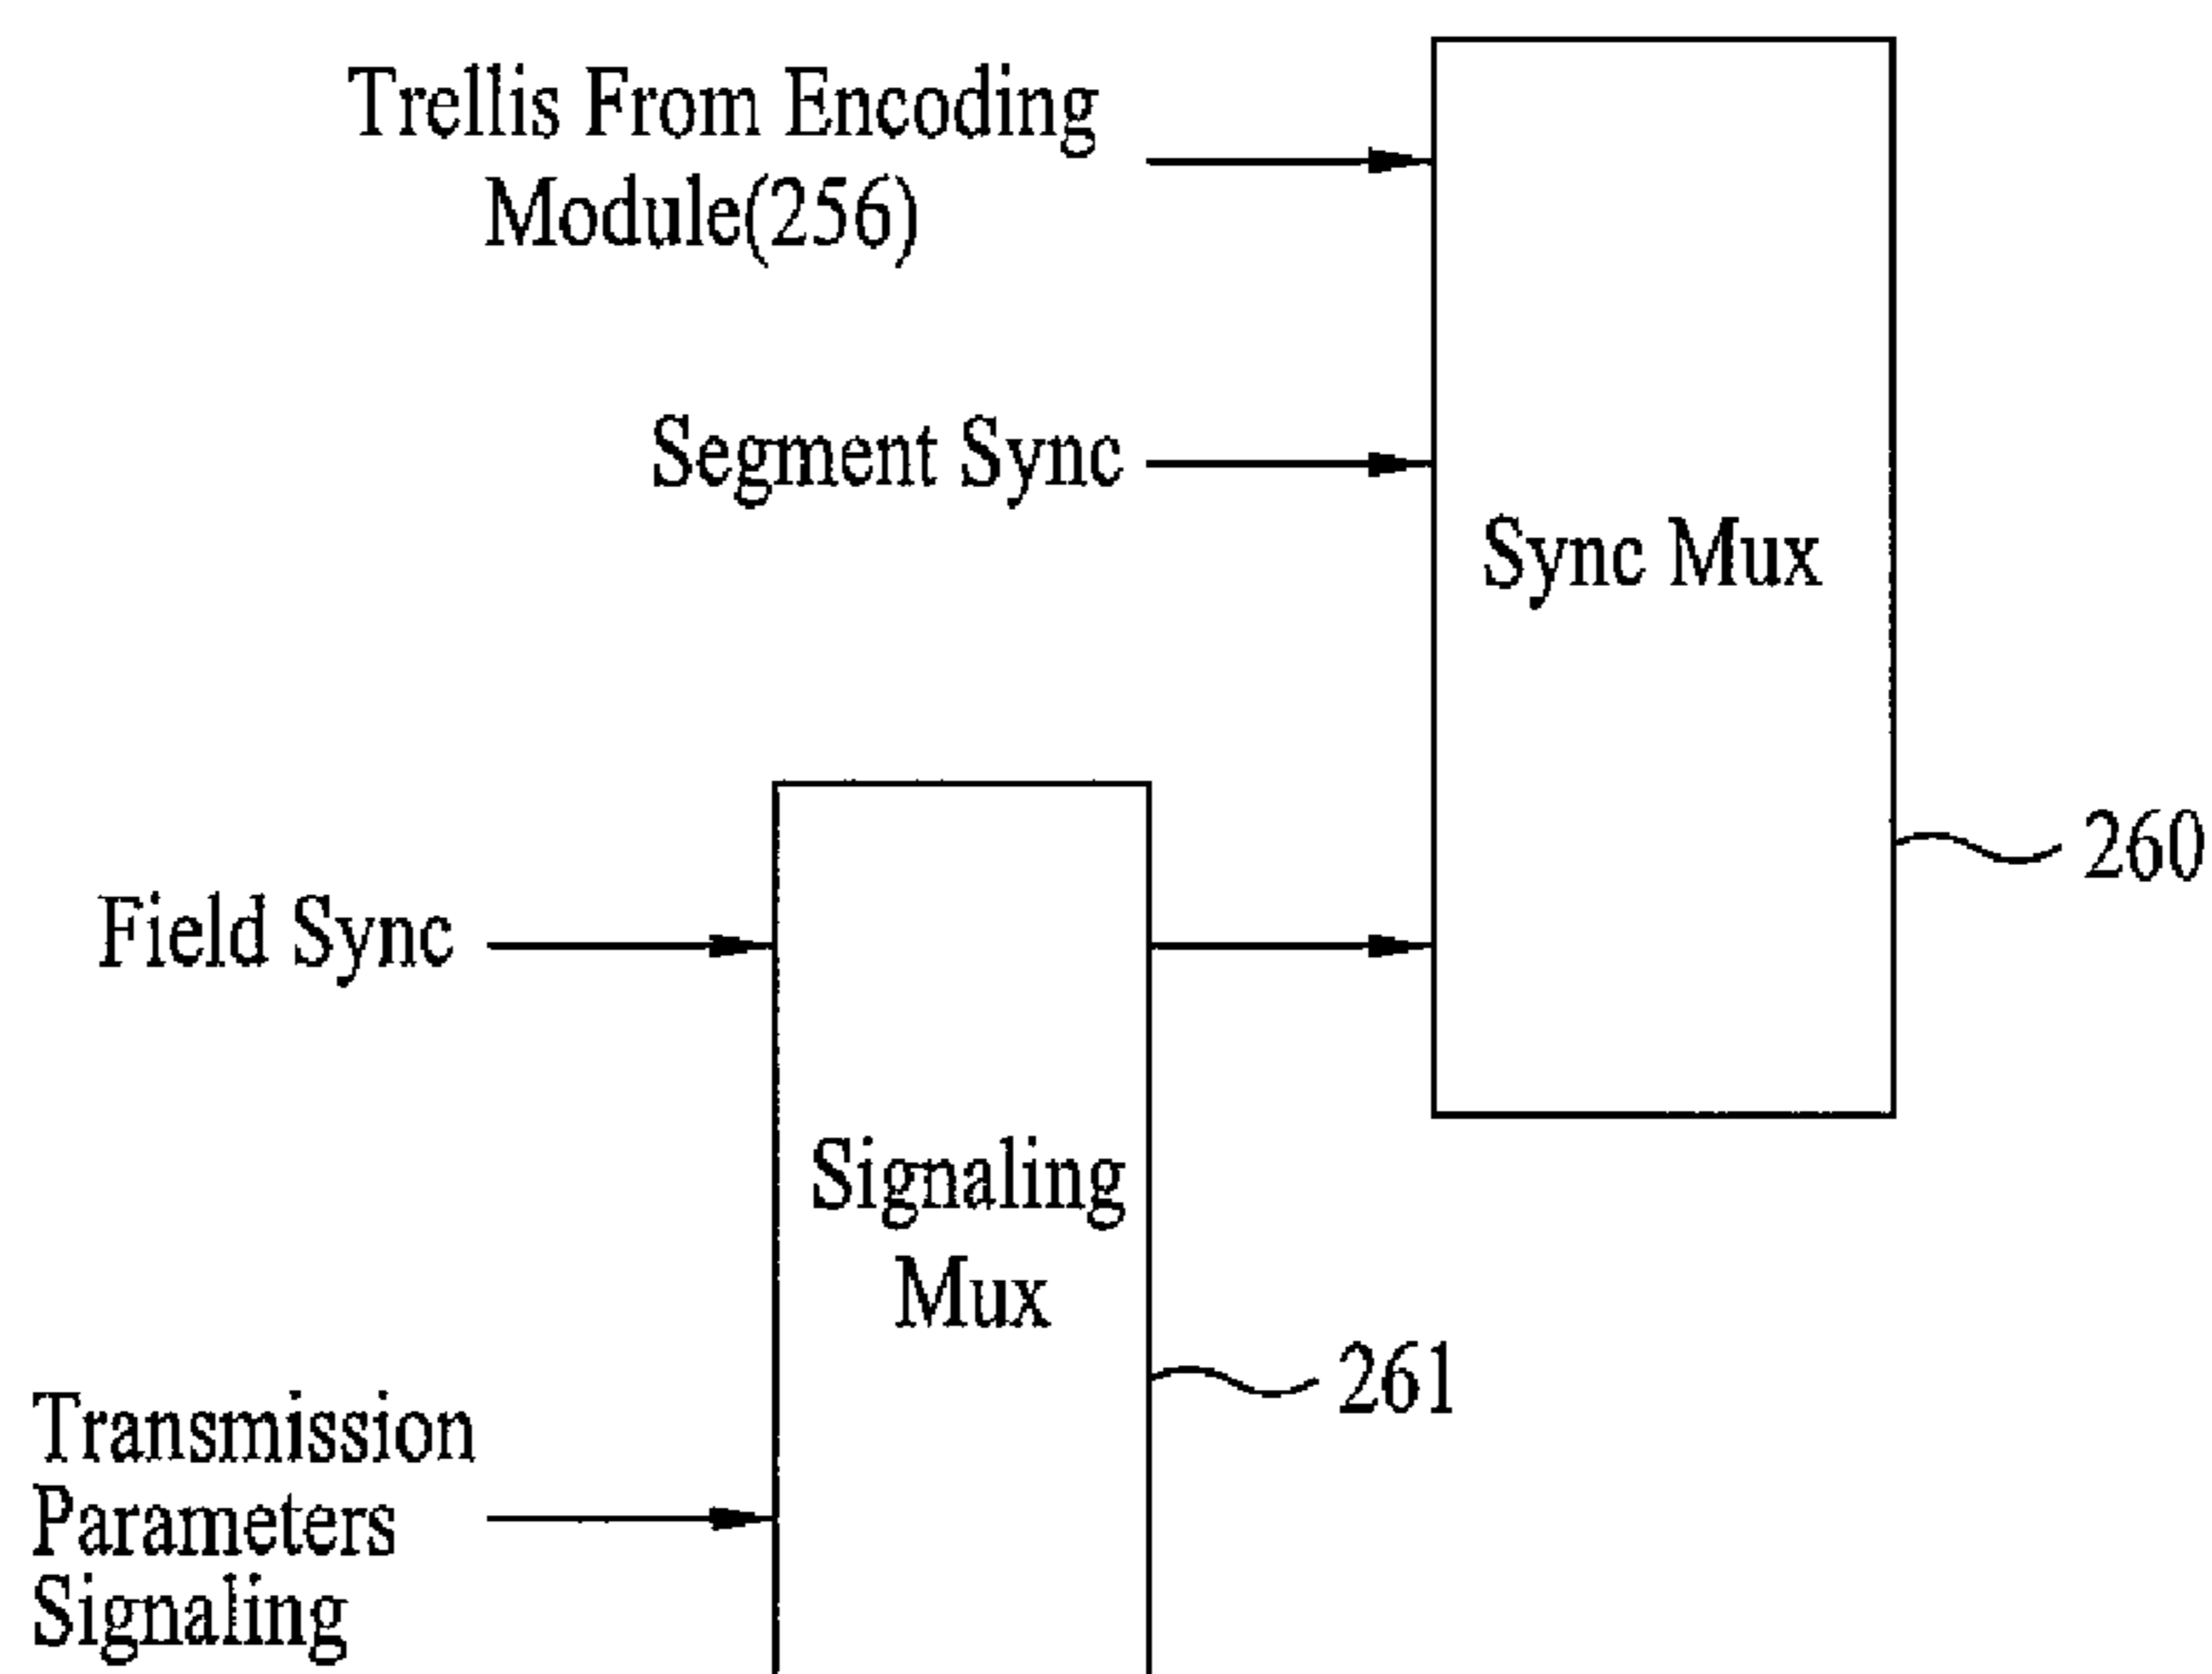 Trellis From Encoding
Module(256)
Segment Sync
Sync Mux
260
Field Sync
Signaling
Mux
261
Transmission
Parameters
Signaling